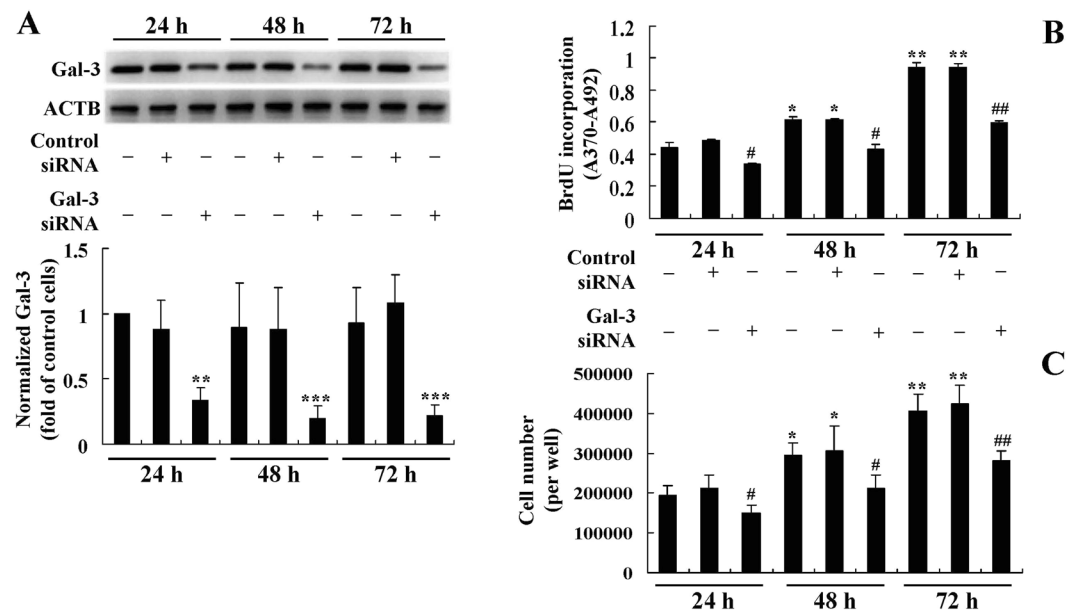 A
24 h 48 h 72 h
Gal-3
ACTB
Control
siRNA
– + – – + – – + –
Gal-3
siRNA
– – + – – + – – +
Normalized Gal-3
(fold of control cells)
1.5
1
0.5
0
** *** ***
24 h 48 h 72 h
B
BrdU incorporation
(A370-A492)
1.2
1
0.8
0.6
0.4
0.2
0
# * * # ** ** ##
24 h 48 h 72 h
Control
siRNA
– + – – + – – + –
Gal-3
siRNA
– – + – – + – – +
C
Cell number
(per well)
500000
400000
300000
200000
100000
0
# * * # ** ** ##
24 h 48 h 72 h